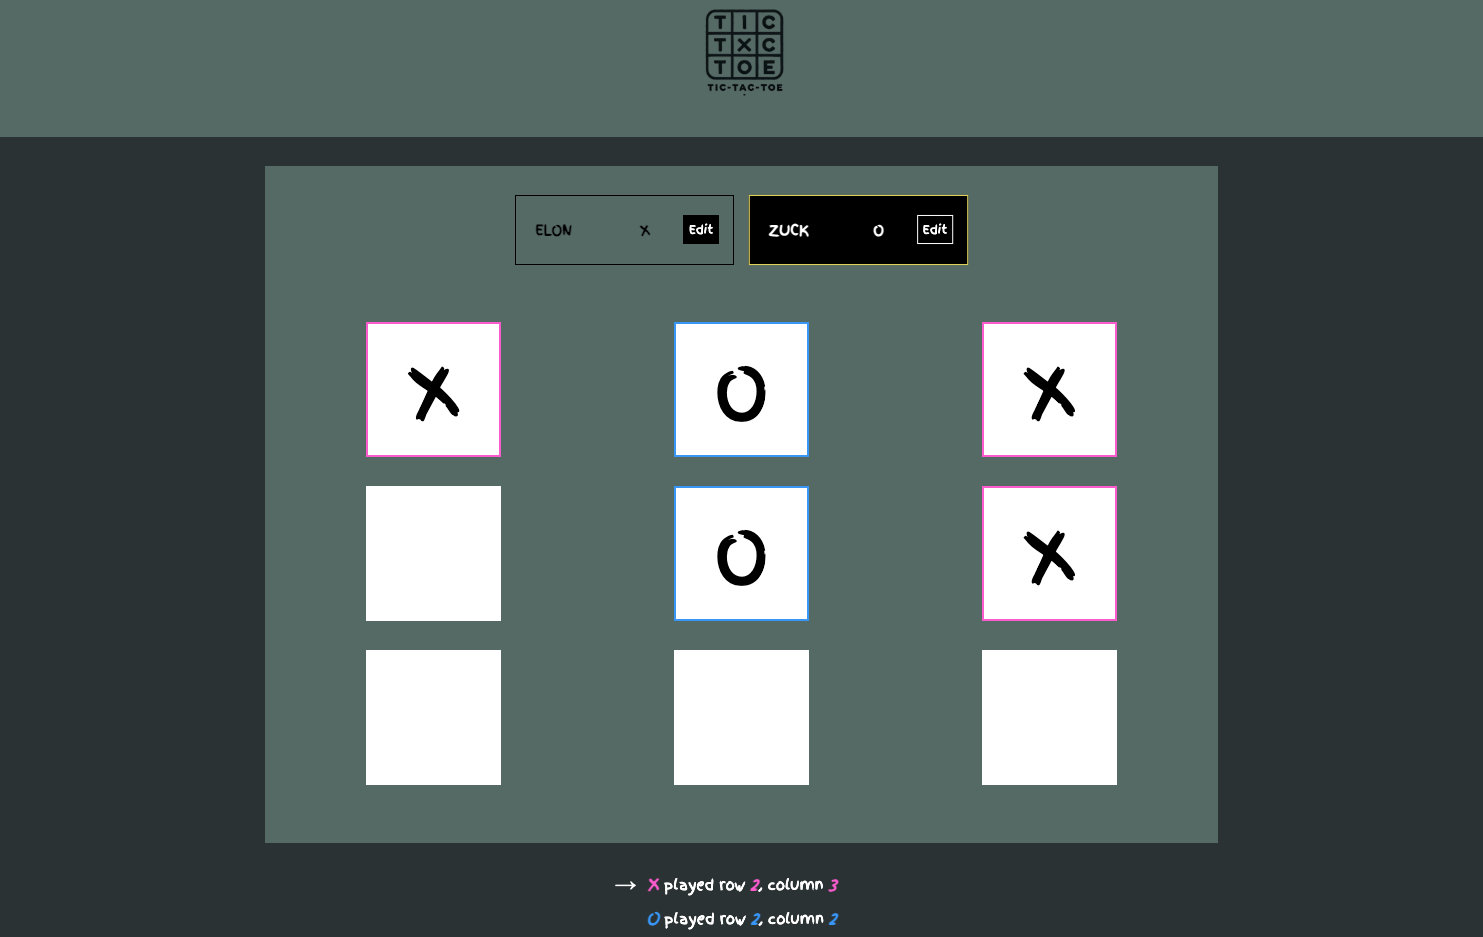 T I C
T X C
T O E
TIC-TAC-TOE
ELON X Edit
ZUCK O Edit
X O X
O X
→ X played row 2, column 3
O played row 2, column 2